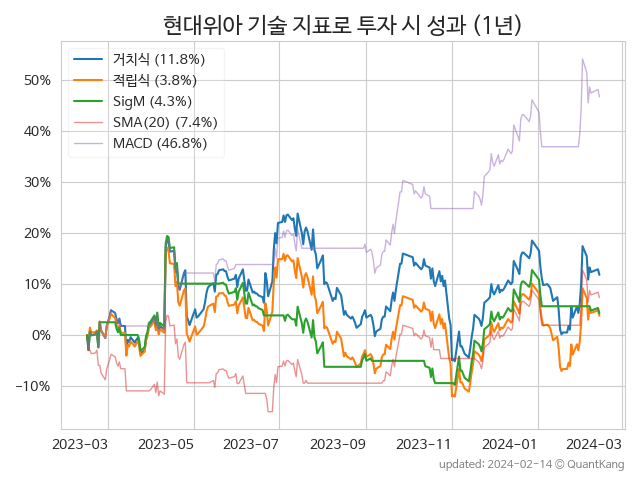 현대위아 기술 지표로 투자 시 성과 (1년)
거치식 (11.8%)
적립식 (3.8%)
SigM (4.3%)
SMA(20) (7.4%)
MACD (46.8%)
50%
40%
30%
20%
10%
0%
−10%
2023-03 2023-05 2023-07 2023-09 2023-11 2024-01 2024-03
updated: 2024-02-14 © QuantKang